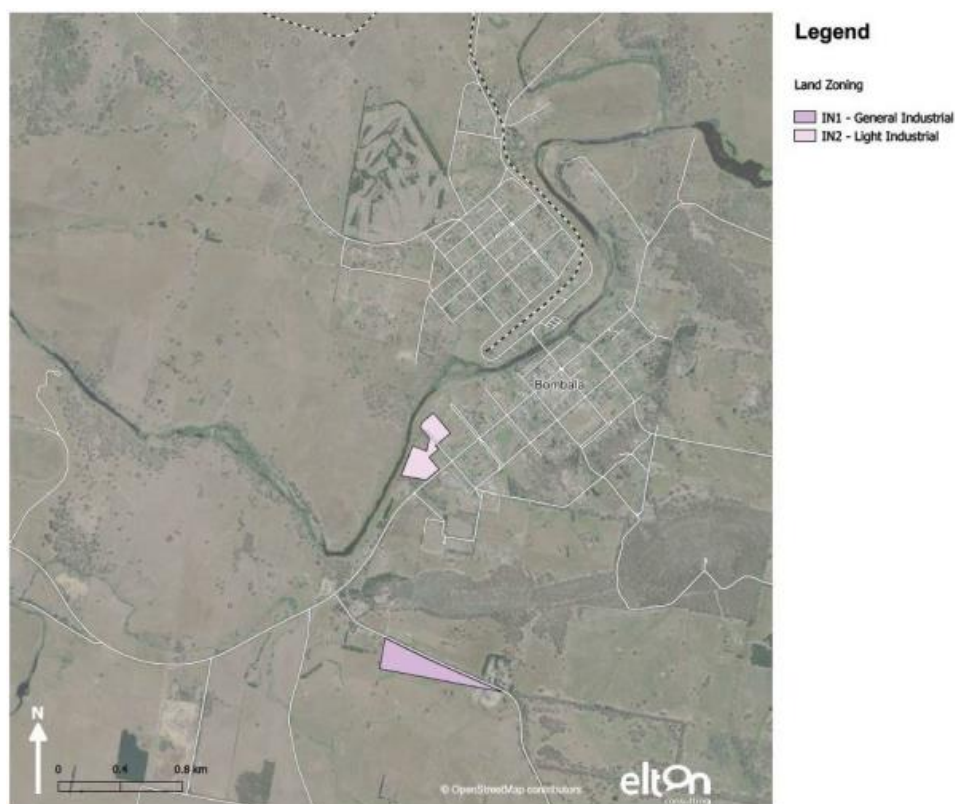 Legend
Land Zoning
IN1 - General Industrial
IN2 - Light Industrial
Bombala
N
0 0.4 0.8 km
© OpenStreetMap contributors
elton
consulting